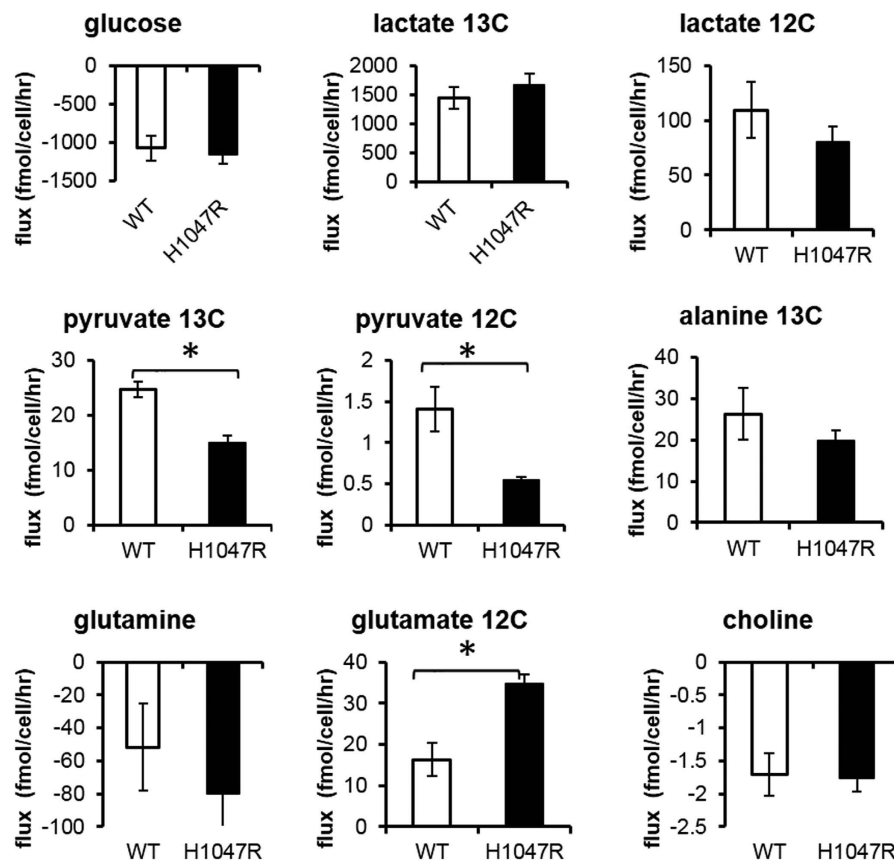 glucose
flux (fmol/cell/hr)
0
-500
-1000
-1500
WT
H1047R
lactate 13C
flux (fmol/cell/hr)
2000
1500
1000
500
0
WT
H1047R
lactate 12C
flux (fmol/cell/hr)
150
100
50
0
WT H1047R
pyruvate 13C
flux (fmol/cell/hr)
30
20
10
0
*
WT H1047R
pyruvate 12C
flux (fmol/cell/hr)
2
1.5
1
0.5
0
*
WT H1047R
alanine 13C
flux (fmol/cell/hr)
40
30
20
10
0
WT H1047R
glutamine
flux (fmol/cell/hr)
0
-20
-40
-60
-80
-100
WT H1047R
glutamate 12C
flux (fmol/cell/hr)
40
30
20
10
0
*
WT H1047R
choline
flux (fmol/cell/hr)
0
-0.5
-1
-1.5
-2
-2.5
WT H1047R